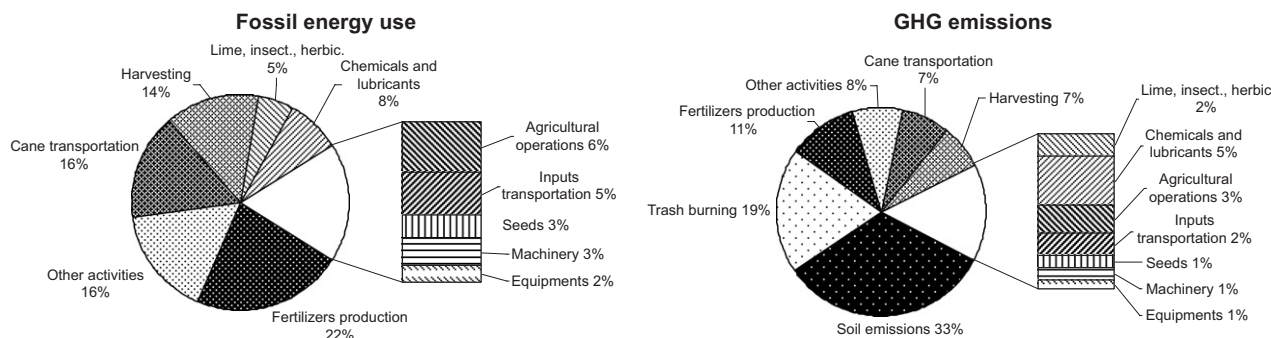 Fossil energy use
Lime, insect., herbic.
5%
Harvesting
14%
Chemicals and
lubricants
8%
Cane transportation
16%
Agricultural
operations 6%
Inputs
transportation 5%
Seeds 3%
Machinery 3%
Equipments 2%
Other activities
16%
Fertilizers production
22%
GHG emissions
Cane transportation
7%
Other activities 8%
Harvesting 7%
Fertilizers production
11%
Lime, insect., herbic
2%
Chemicals and
lubricants 5%
Agricultural
operations 3%
Inputs
transportation 2%
Seeds 1%
Machinery 1%
Equipments 1%
Trash burning 19%
Soil emissions 33%